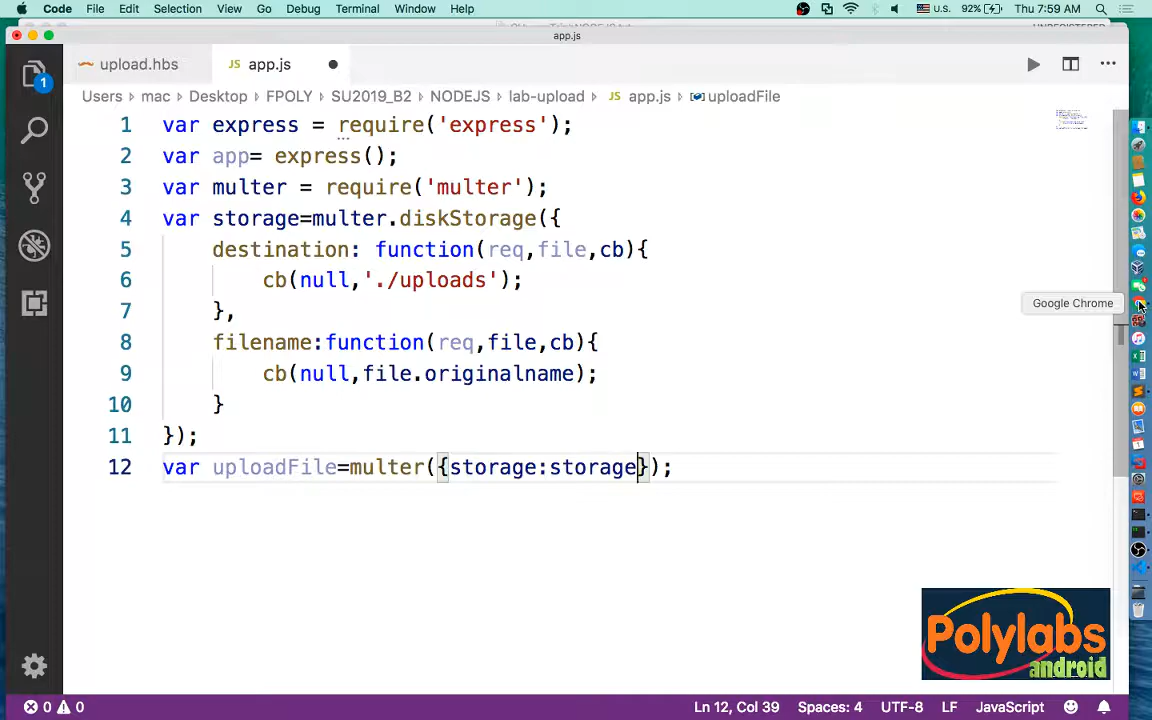 Code File Edit Selection View Go Debug Terminal Window Help U.S. 92% Thu 7:59 AM
app.js
upload.hbs JS app.js
Users mac Desktop FPOLY SU2019_B2 NODEJS lab-upload JS app.js uploadFile
1 var express = require('express');
2 var app= express();
3 var multer = require('multer');
4 var storage=multer.diskStorage({
5 destination: function(req,file,cb){
6 cb(null,'./uploads');
7 },
8 filename:function(req,file,cb){
9 cb(null,file.originalname);
10 }
11 });
12 var uploadFile=multer({storage:storage});
1
Google Chrome
Polylabs
android
0 0 Ln 12, Col 39 Spaces: 4 UTF-8 LF JavaScript